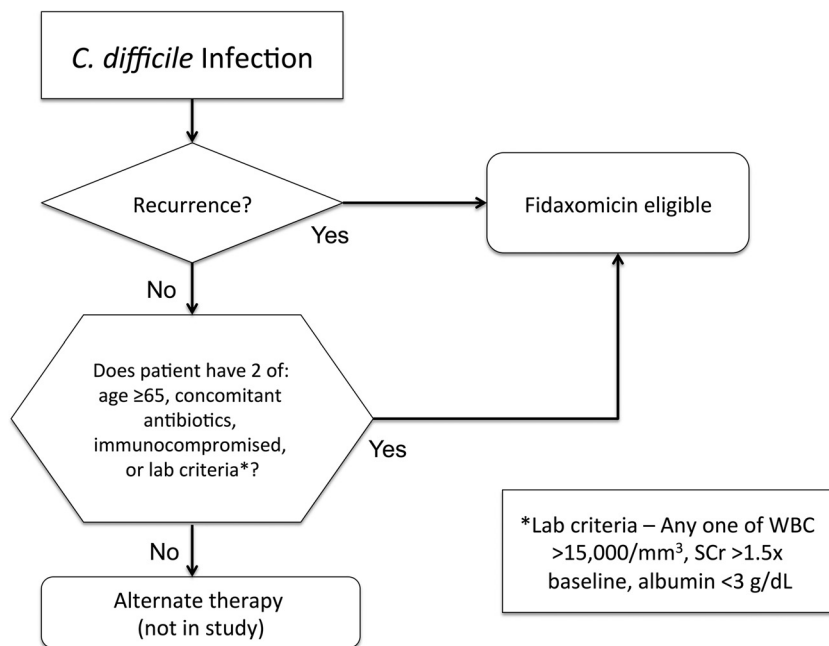 C. difficile Infection
Recurrence?
Yes
Fidaxomicin eligible
No
Does patient have 2 of:
age ≥65, concomitant
antibiotics,
immunocompromised,
or lab criteria*?
Yes
No
Alternate therapy
(not in study)
*Lab criteria – Any one of WBC
>15,000/mm³, SCr >1.5x
baseline, albumin <3 g/dL